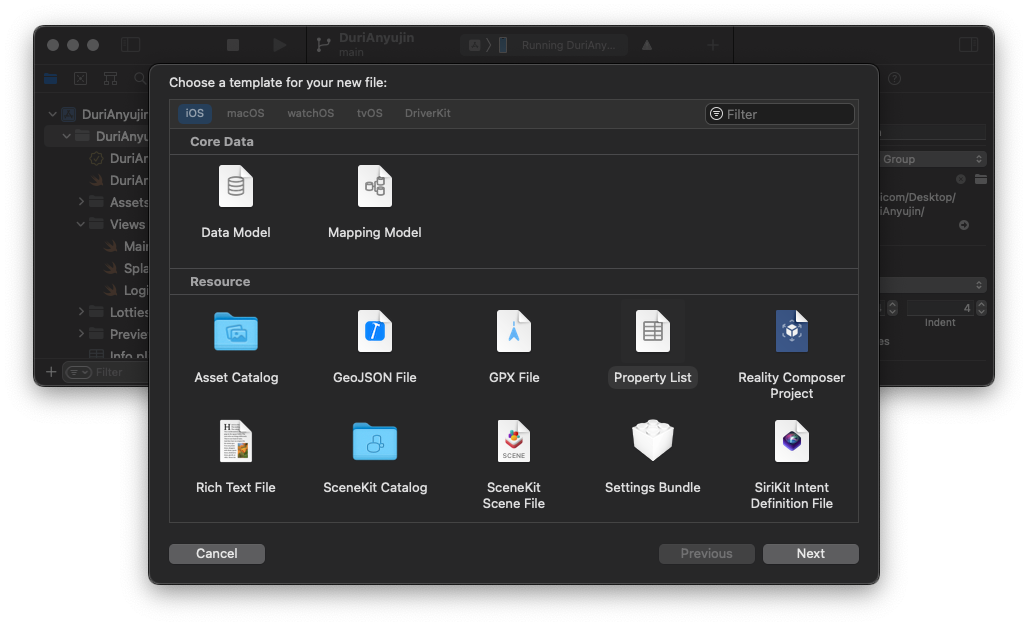 DuriAnyujin
main
Running DuriAny...
Choose a template for your new file:
iOS
macOS
watchOS
tvOS
DriverKit
Filter
Core Data
Data Model
Mapping Model
Resource
Asset Catalog
GeoJSON File
GPX File
Property List
Reality Composer
Project
Rich Text File
SceneKit Catalog
SCENE
SceneKit
Scene File
Settings Bundle
SiriKit Intent
Definition File
Cancel
Previous
Next
DuriAnyujin
DuriAnyu
DuriAr
DuriAr
Assets
Views
Main
Spla
Logi
Lotties
Previe
Info.pl
Filter
Group
icom/Desktop/
iAnyujin/
4
Indent
es